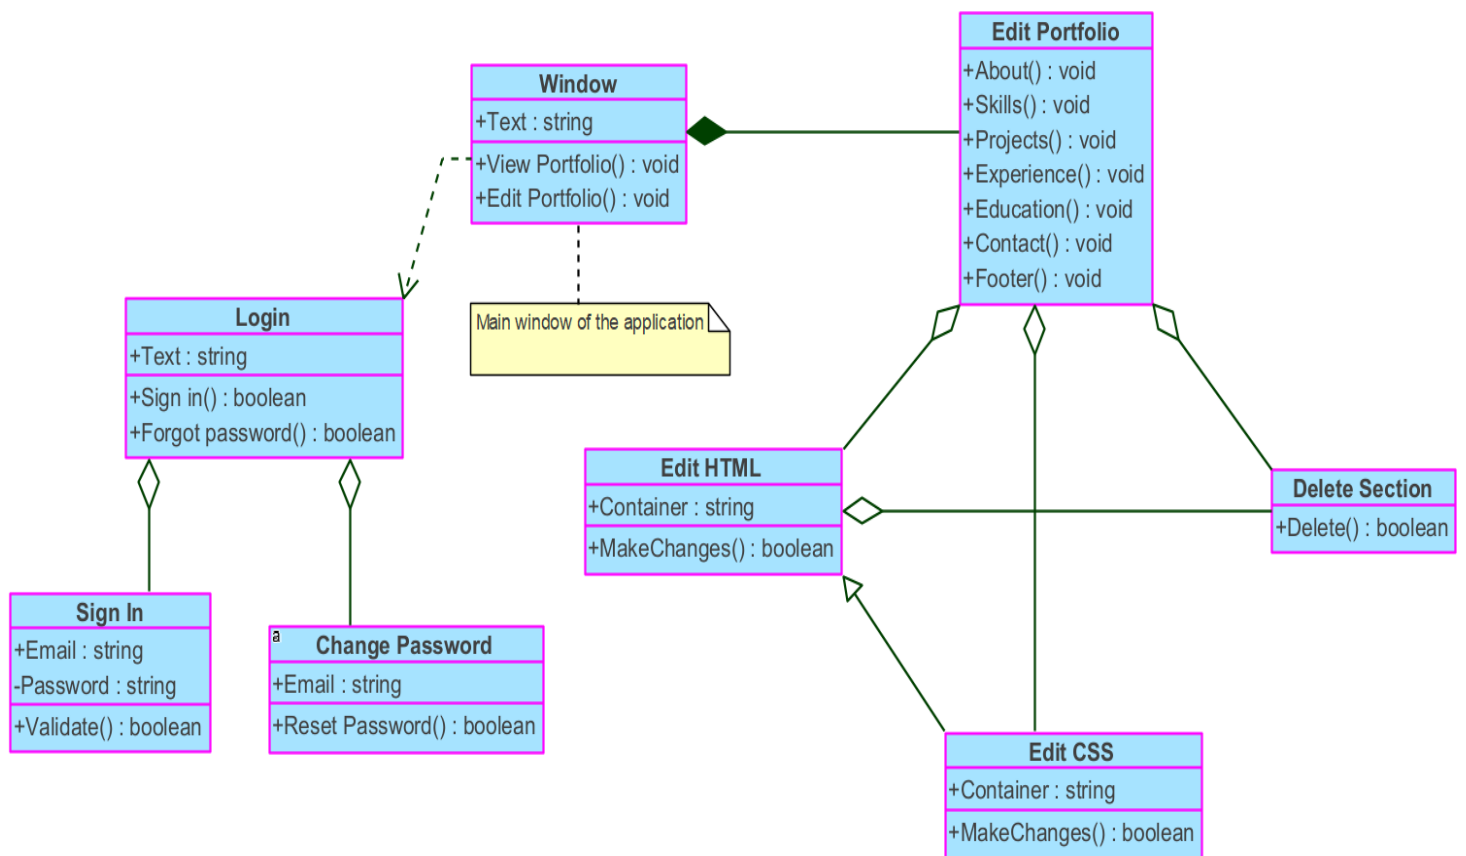 Edit Portfolio
+About() : void
+Skills() : void
+Projects() : void
+Experience() : void
+Education() : void
+Contact() : void
+Footer() : void
Window
+Text : string
+View Portfolio() : void
+Edit Portfolio() : void
Main window of the application
Login
+Text : string
+Sign in() : boolean
+Forgot password() : boolean
Edit HTML
+Container : string
+MakeChanges() : boolean
Delete Section
+Delete() : boolean
Sign In
+Email : string
-Password : string
+Validate() : boolean
a
Change Password
+Email : string
+Reset Password() : boolean
Edit CSS
+Container : string
+MakeChanges() : boolean